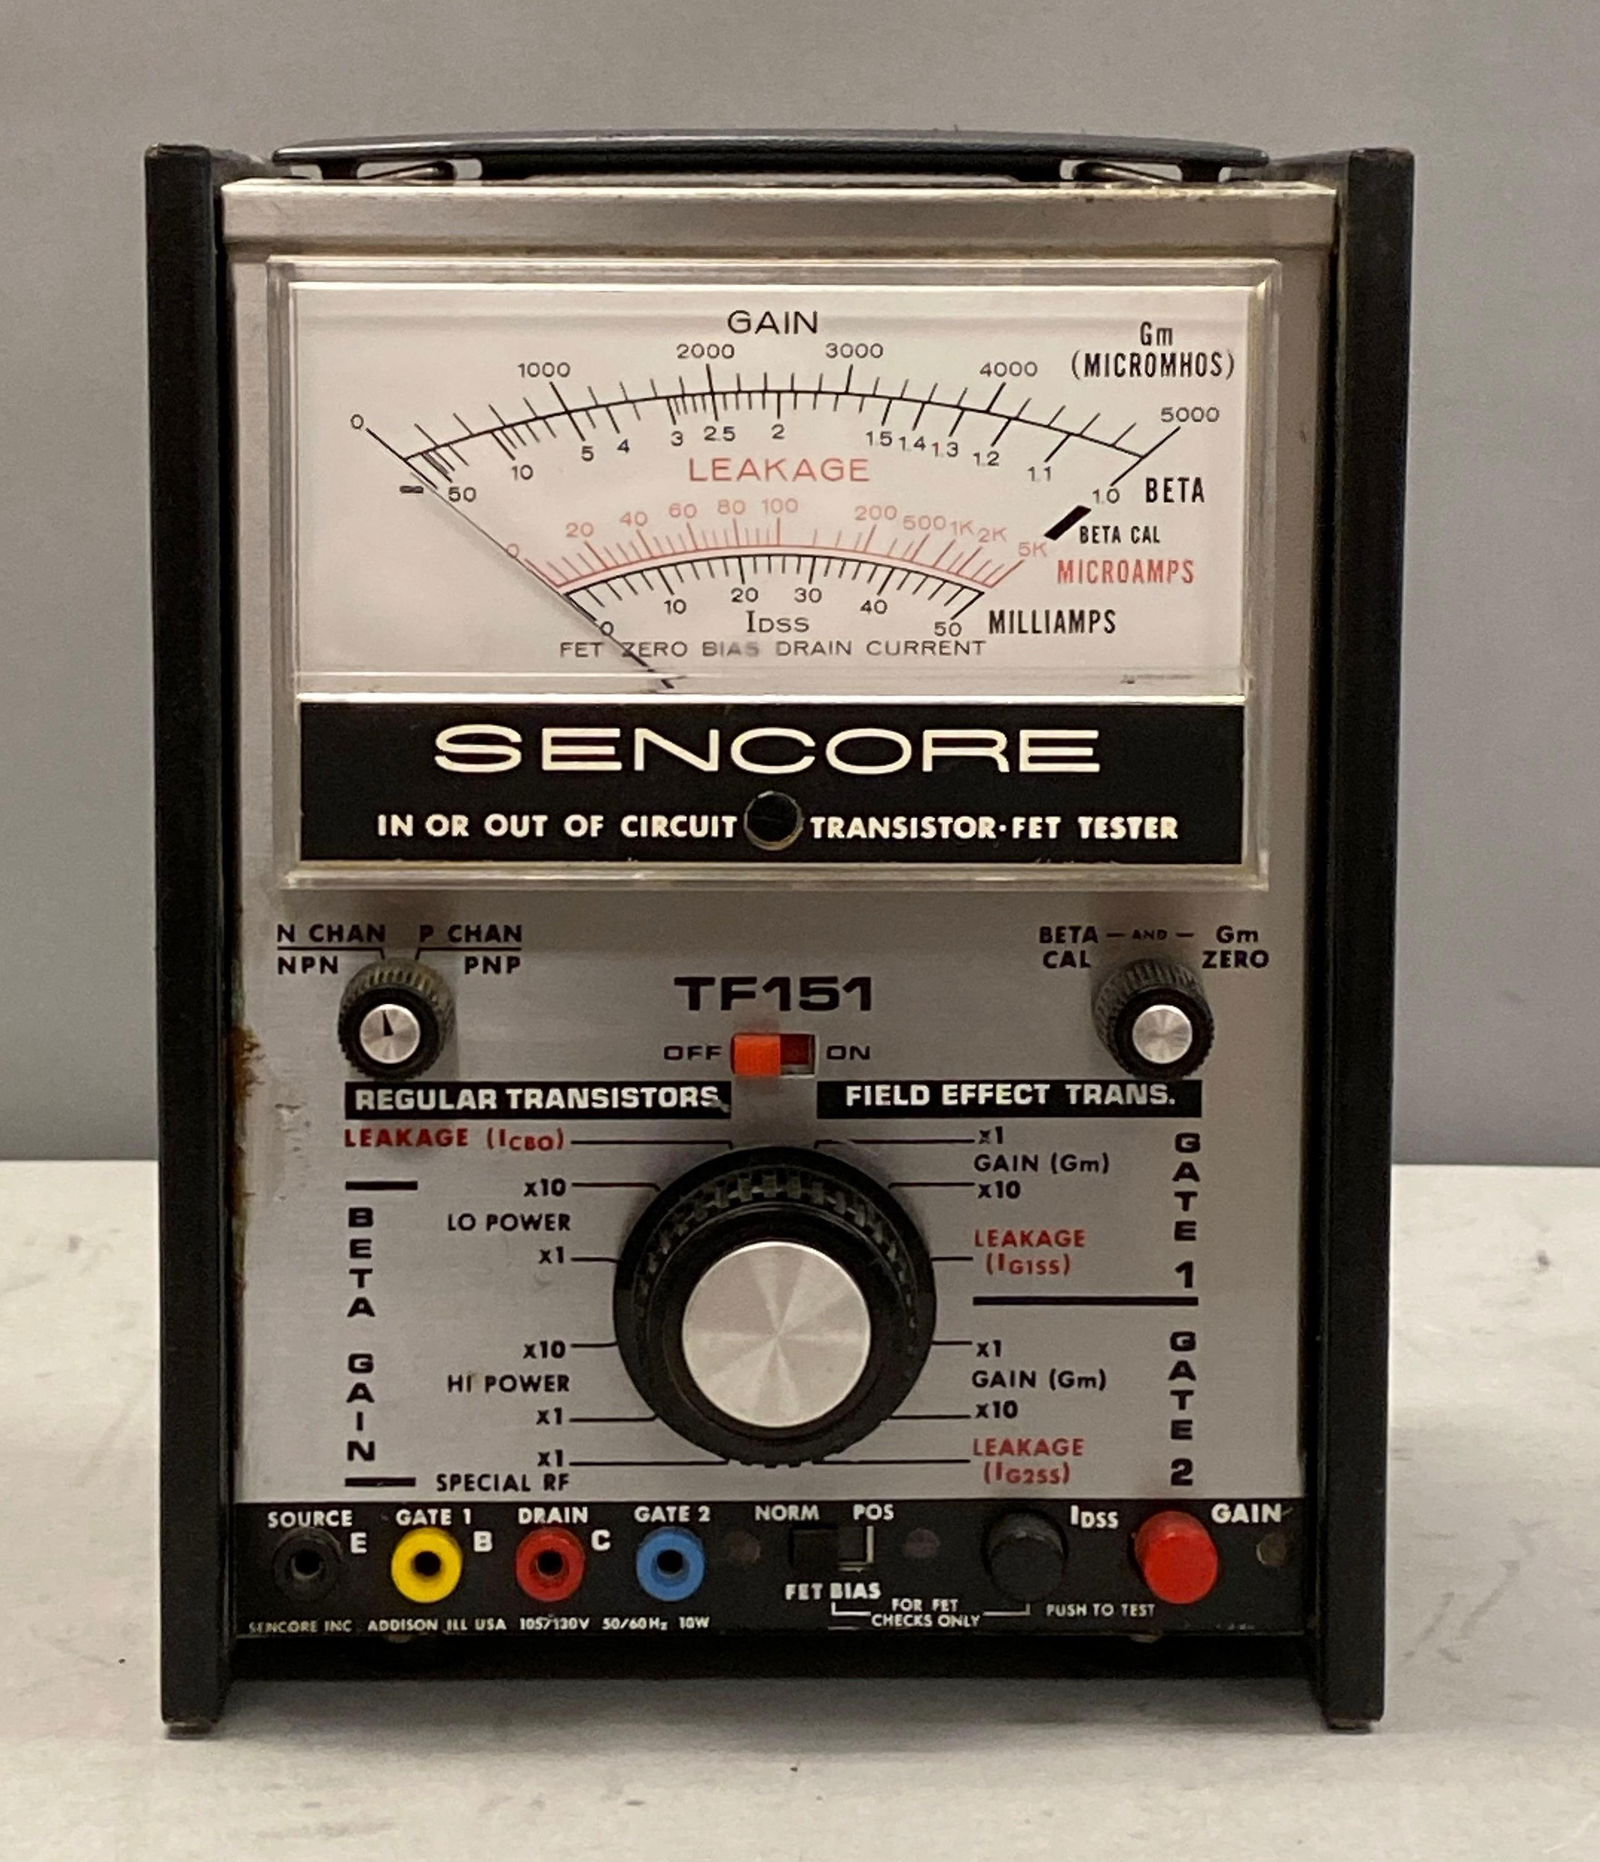 GAIN
Gm
(MICROMHOS)
0 1000 2000 3000 4000 5000
∞ 50 10 5 4 3 2.5 2 1.5 1.4 1.3 1.2 1.1 1.0 BETA
LEAKAGE
BETA CAL
0 20 40 60 80 100 200 500 1K 2K 5K
MICROAMPS
0 10 20 30 40 50 MILLIAMPS
IDSS
FET ZERO BIAS DRAIN CURRENT
SENCORE
IN OR OUT OF CIRCUIT TRANSISTOR·FET TESTER
N CHAN P CHAN
NPN PNP
BETA — AND — Gm
CAL ZERO
TF151
OFF ON
REGULAR TRANSISTORS FIELD EFFECT TRANS.
LEAKAGE (ICBO)
x10
LO POWER
x1
x10
HI POWER
x1
x1
SPECIAL RF
BETA GAIN
x1
GAIN (Gm)
x10
LEAKAGE
(IG1SS)
GATE 1
x1
GAIN (Gm)
x10
LEAKAGE
(IG2SS)
GATE 2
SOURCE GATE 1 DRAIN GATE 2 NORM POS IDSS GAIN
E B C
FET BIAS
FOR FET
CHECKS ONLY
PUSH TO TEST
SENCORE INC ADDISON ILL USA 105/130V 50/60Hz 10W